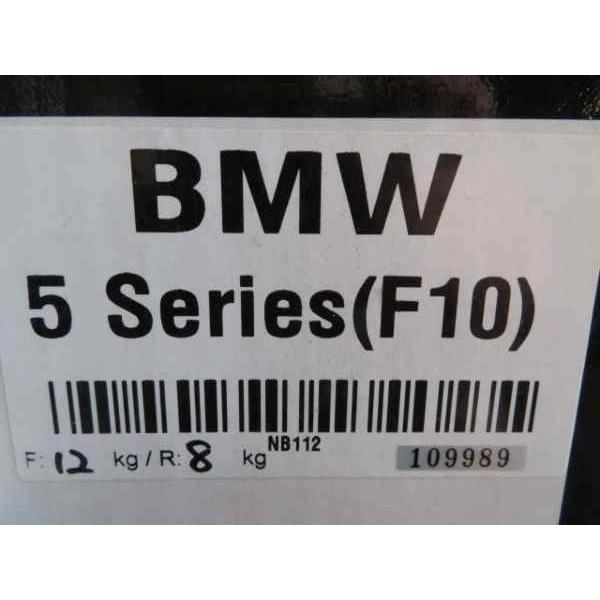 BMW
5 Series(F10)
NB112
F: 12 kg / R: 8 kg
109989